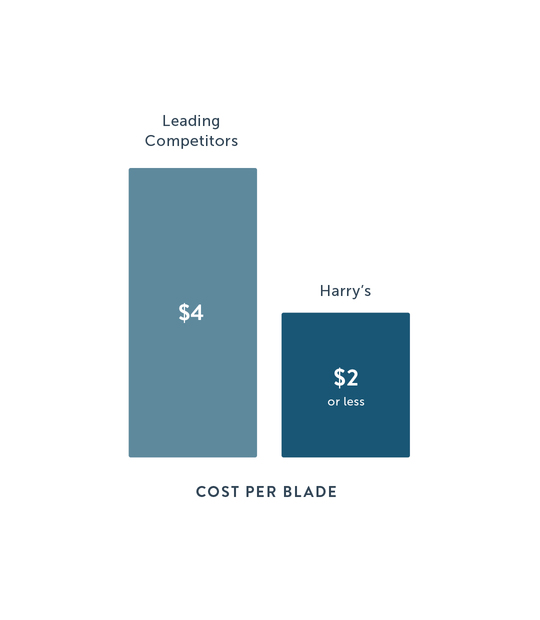 Leading
Competitors
$4
Harry’s
$2
or less
COST PER BLADE